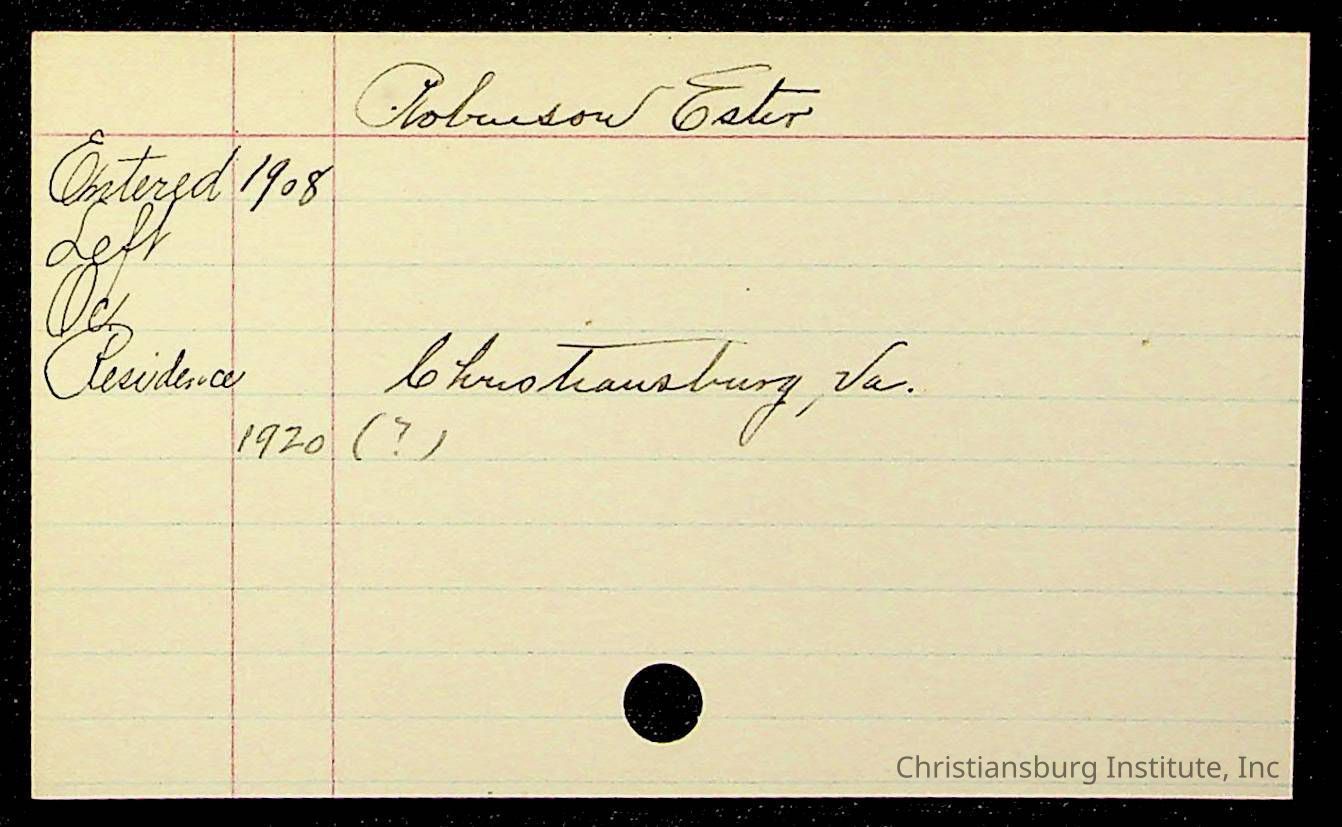 Robinson Ester
Entered 1908
Left
Oc.
Residence Christiansburg, Va.
1920 (?)
Christiansburg Institute, Inc